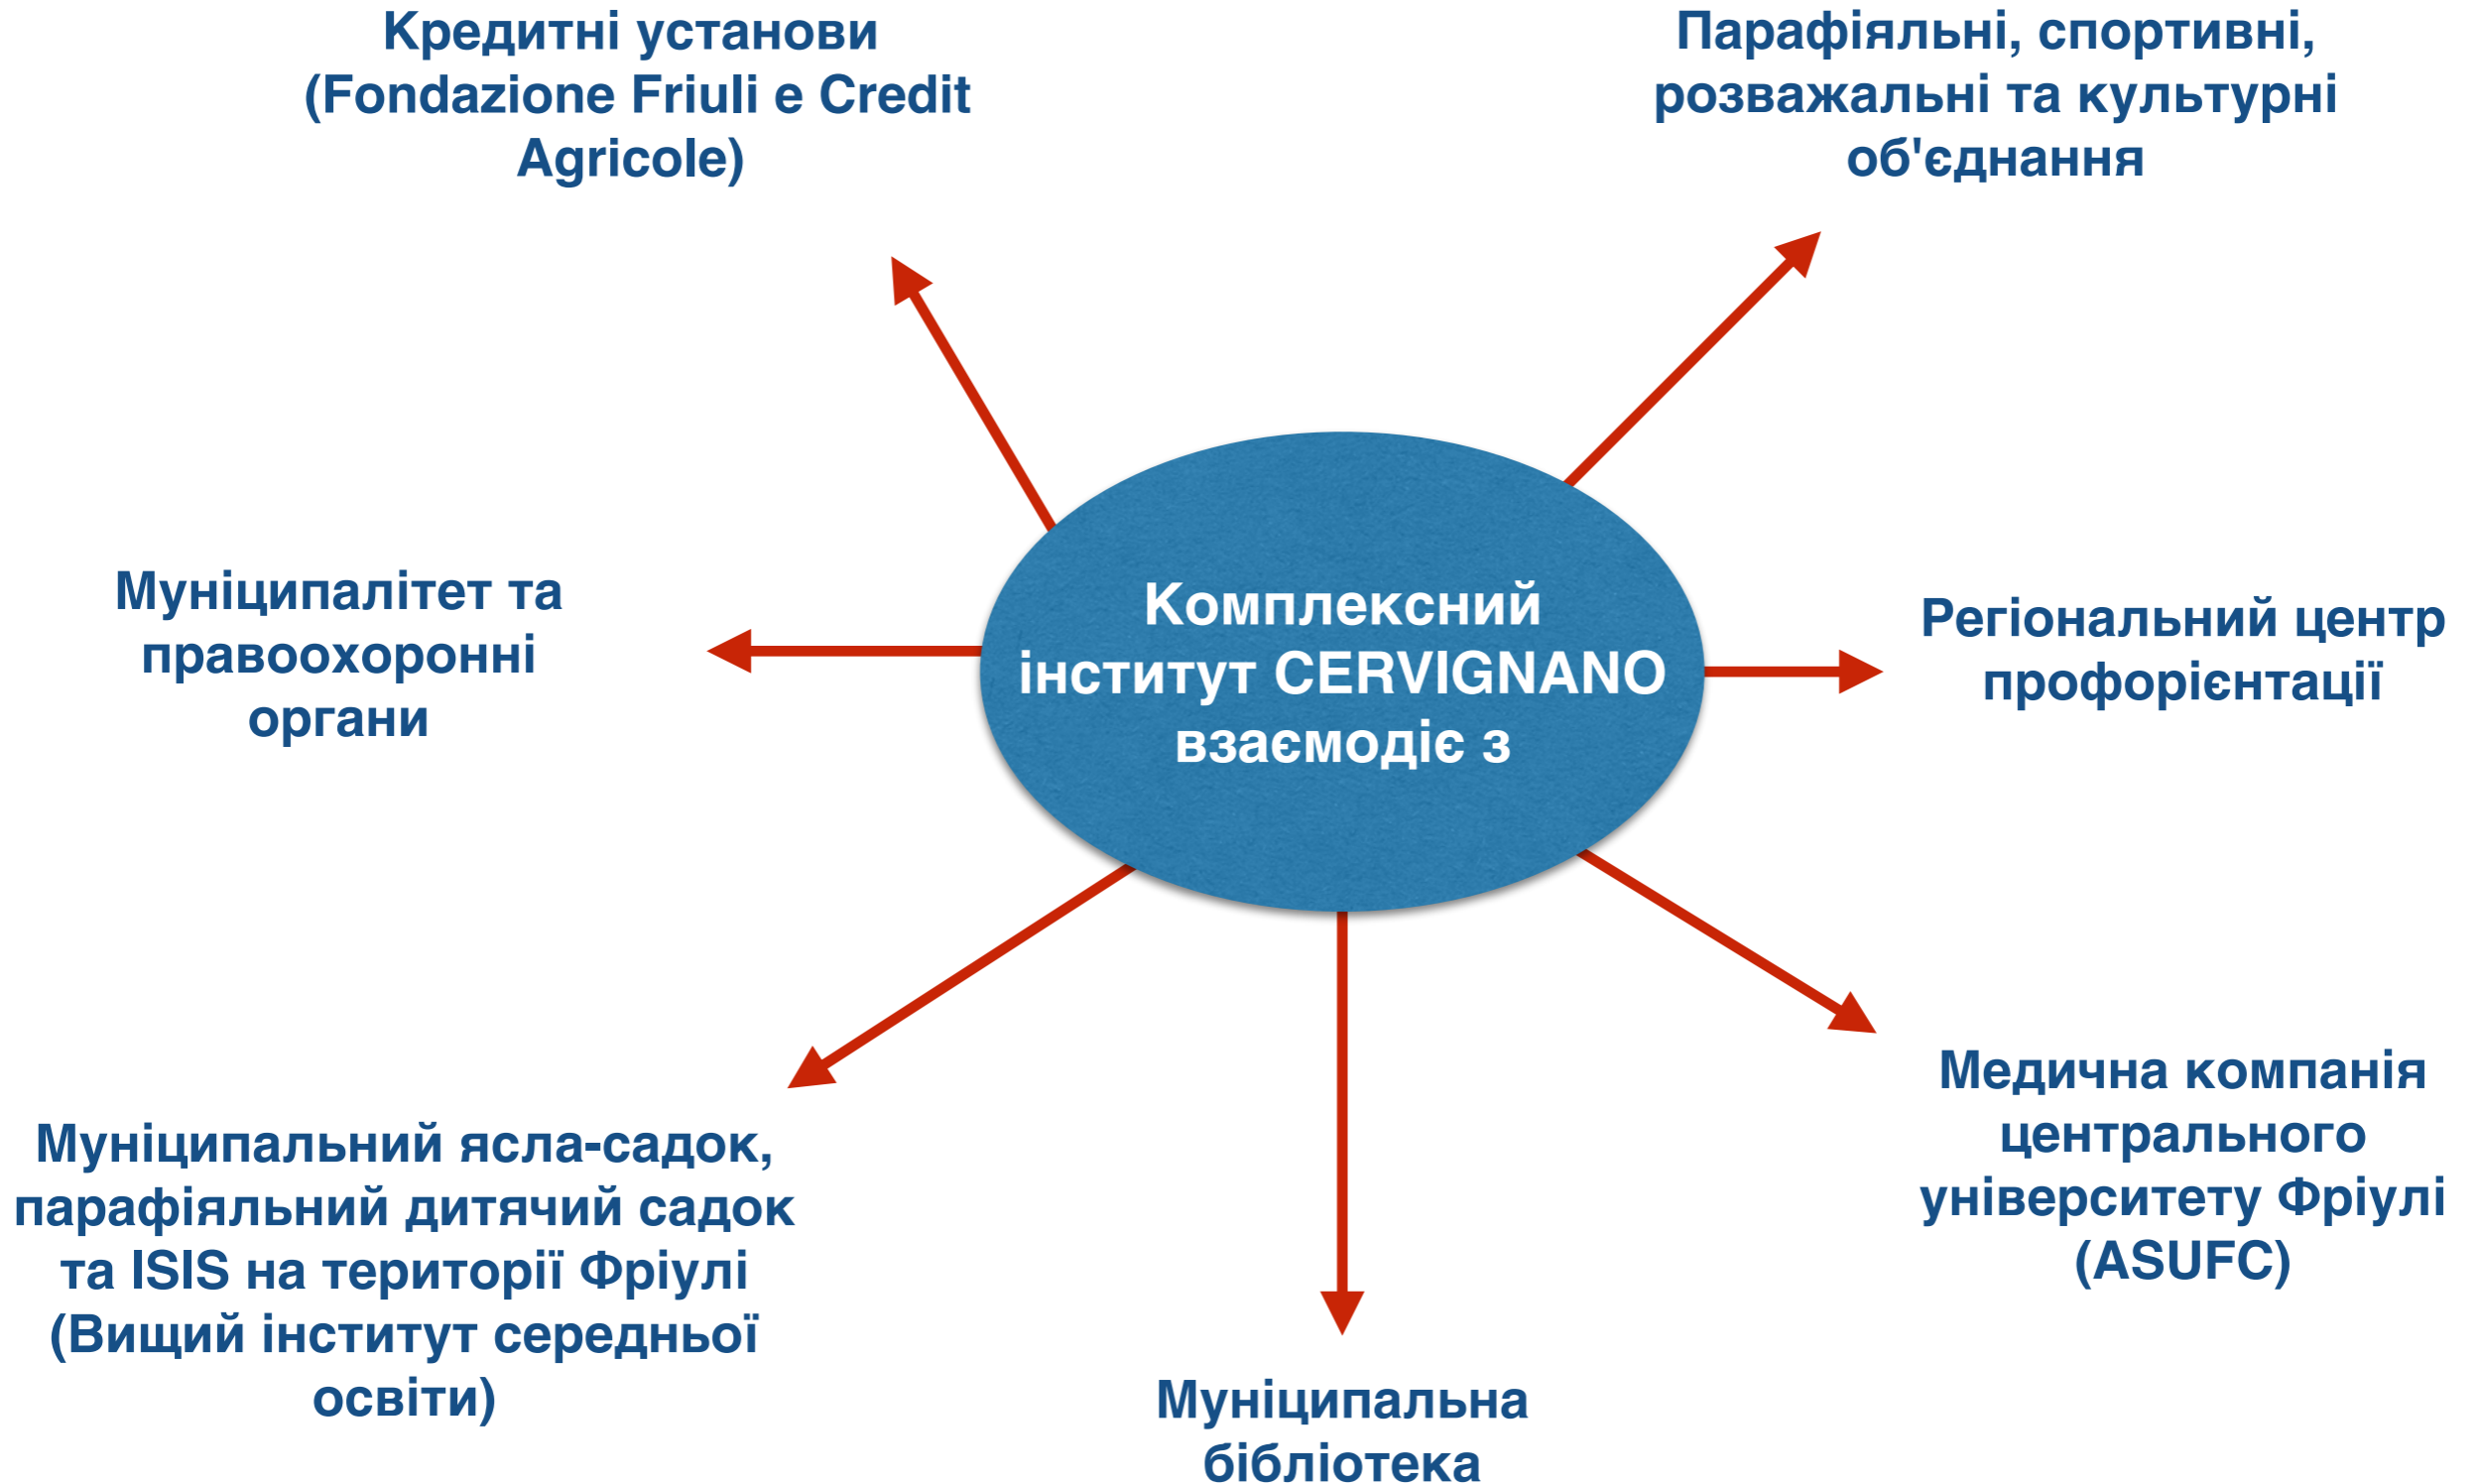 Кредитні установи
(Fondazione Friuli e Credit
Agricole)
Парафіяльні, спортивні,
розважальні та культурні
об'єднання
Муніципалітет та
правоохоронні
органи
Комплексний
інститут CERVIGNANO
взаємодіє з
Регіональний центр
профорієнтації
Муніципальний ясла-садок,
парафіяльний дитячий садок
та ISIS на території Фріулі
(Вищий інститут середньої
освіти)
Муніципальна
бібліотека
Медична компанія
центрального
університету Фріулі
(ASUFC)